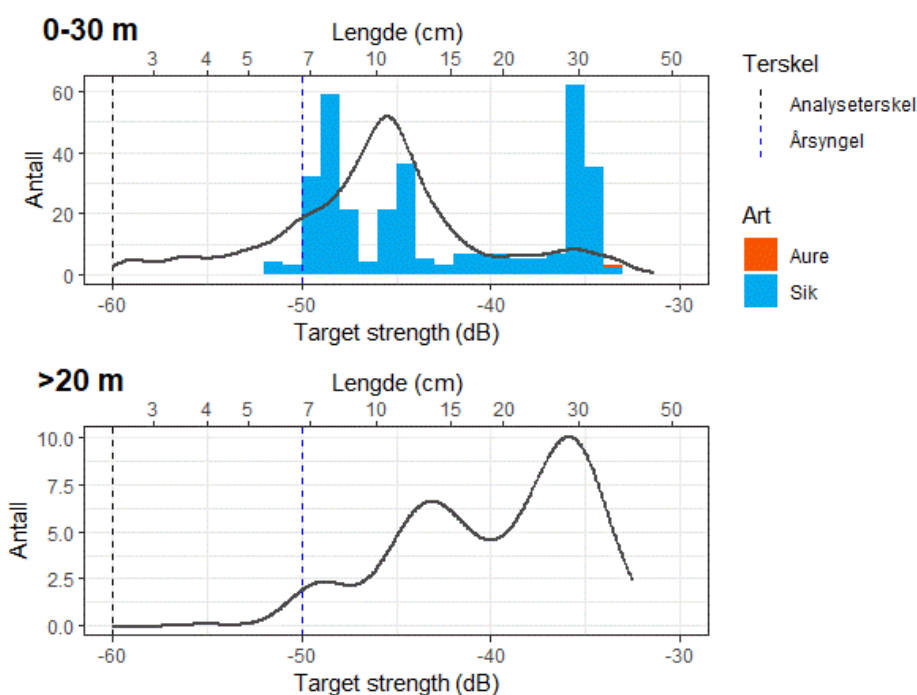 0-30 m
Lengde (cm)
3 4 5 7 10 15 20 30 50
Antall
60
40
20
0
-60 -50 -40 -30
Target strength (dB)
Terskel
Analyseterskel
Årsyngel
Art
Aure
Sik
>20 m
Lengde (cm)
3 4 5 7 10 15 20 30 50
Antall
10.0
7.5
5.0
2.5
0.0
-60 -50 -40 -30
Target strength (dB)